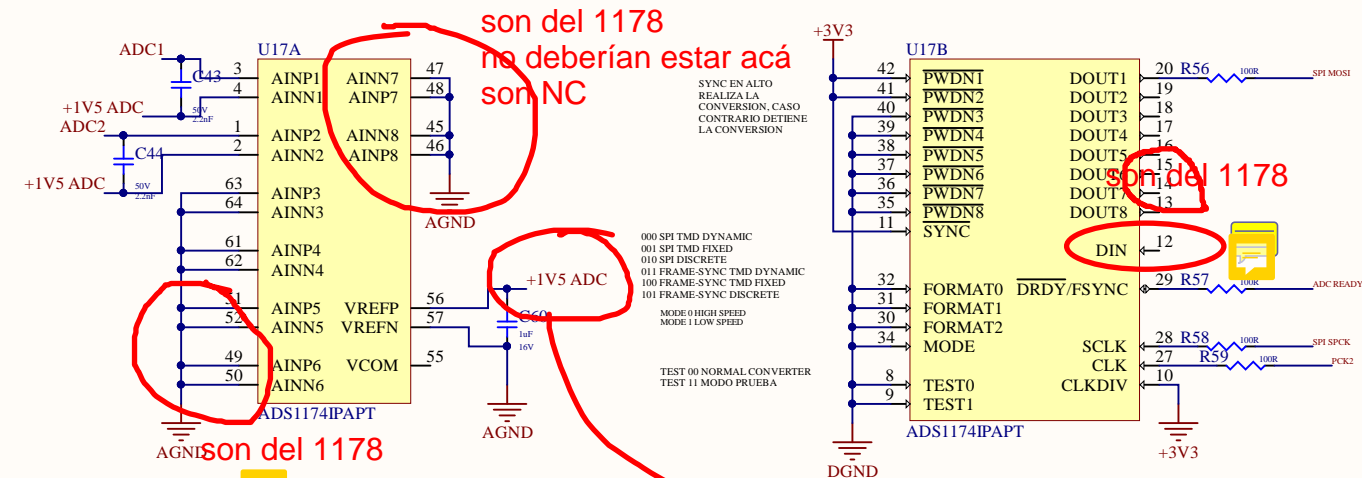 son del 1178
no deberían estar acá
son NC
ADC1
U17A
C43
50V
2.2nF
+1V5 ADC
ADC2
C44
50V
2.2nF
+1V5 ADC
3 AINP1
4 AINN1
1 AINP2
2 AINN2
63 AINP3
64 AINN3
61 AINP4
62 AINN4
51 AINP5
52 AINN5
49 AINP6
50 AINN6
AINN7 47
AINP7 48
AINN8 45
AINP8 46
AGND
VREFP 56
VREFN 57
VCOM 55
+1V5 ADC
C60
1uF
16V
AGND
ADS1174IPAPT
AGND
son del 1178
SYNC EN ALTO
REALIZA LA
CONVERSION, CASO
CONTRARIO DETIENE
LA CONVERSION
000 SPI TMD DYNAMIC
001 SPI TMD FIXED
010 SPI DISCRETE
011 FRAME-SYNC TMD DYNAMIC
100 FRAME-SYNC TMD FIXED
101 FRAME-SYNC DISCRETE
MODE 0 HIGH SPEED
MODE 1 LOW SPEED
TEST 00 NORMAL CONVERTER
TEST 11 MODO PRUEBA
+3V3
U17B
42 PWDN1
41 PWDN2
40 PWDN3
39 PWDN4
38 PWDN5
37 PWDN6
36 PWDN7
35 PWDN8
11 SYNC
32 FORMAT0
31 FORMAT1
30 FORMAT2
34 MODE
8 TEST0
9 TEST1
DGND
ADS1174IPAPT
DOUT1 20 R56 100R SPI MOSI
DOUT2 19
DOUT3 18
DOUT4 17
DOUT5 16
DOUT6 15
DOUT7 14
DOUT8 13
son del 1178
DIN 12
DRDY/FSYNC 29 R57 100R ADC READY
SCLK 28 R58 100R SPI SPCK
CLK 27 R59 100R PCK2
CLKDIV 10
+3V3